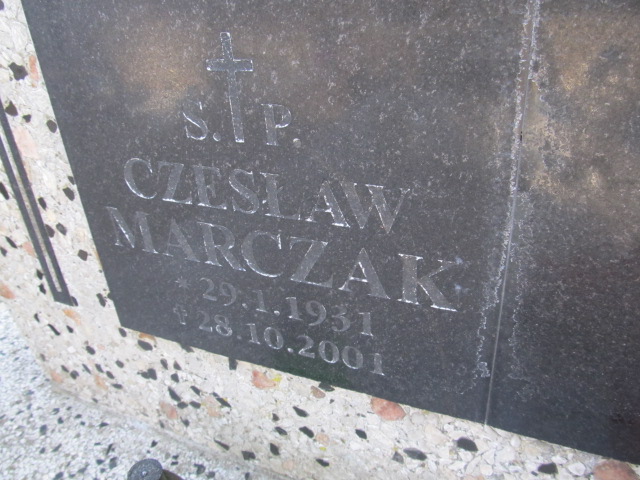 Ś.P.
CZESŁAW
MARCZAK
* 29.1.1931
✝ 28.10.2001